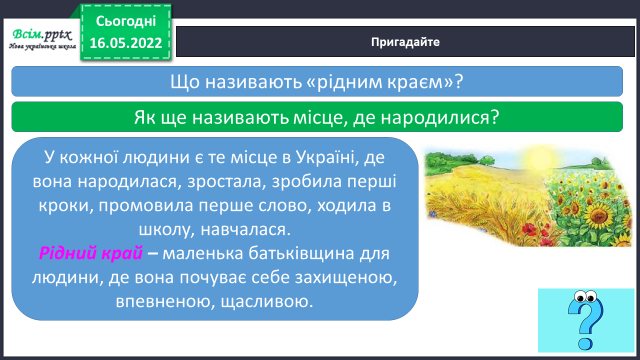 Всім.pptx
Нова українська школа
Сьогодні
16.05.2022
Пригадайте
Що називають «рідним краєм»?
Як ще називають місце, де народилися?
У кожної людини є те місце в Україні, де
вона народилася, зростала, зробила перші
кроки, промовила перше слово, ходила в
школу, навчалася.
Рідний край – маленька батьківщина для
людини, де вона почуває себе захищеною,
впевненою, щасливою.
?